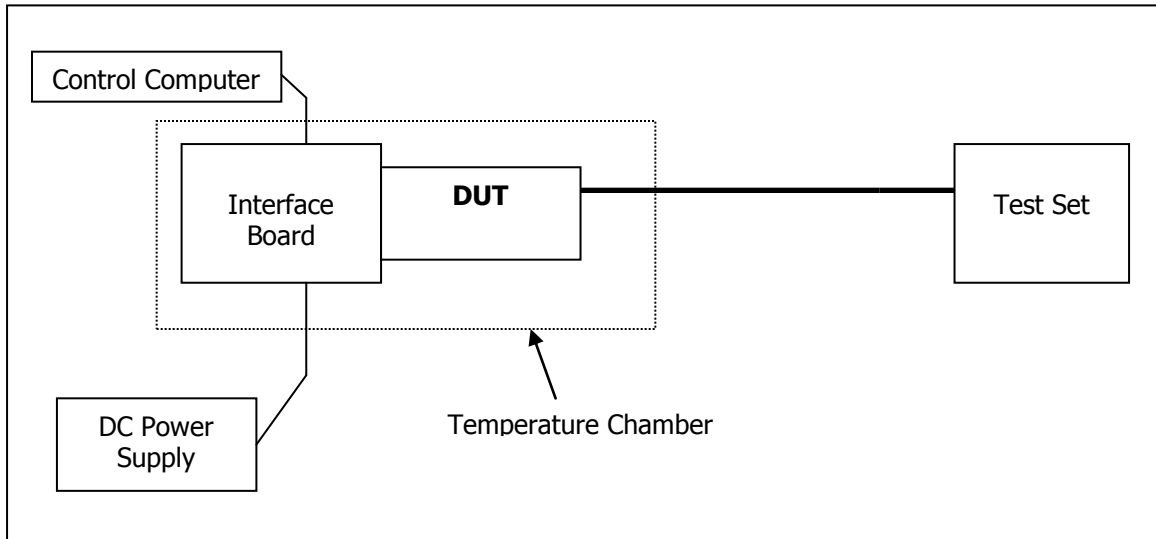 Control Computer
Interface
Board
DUT
Test Set
DC Power
Supply
Temperature Chamber